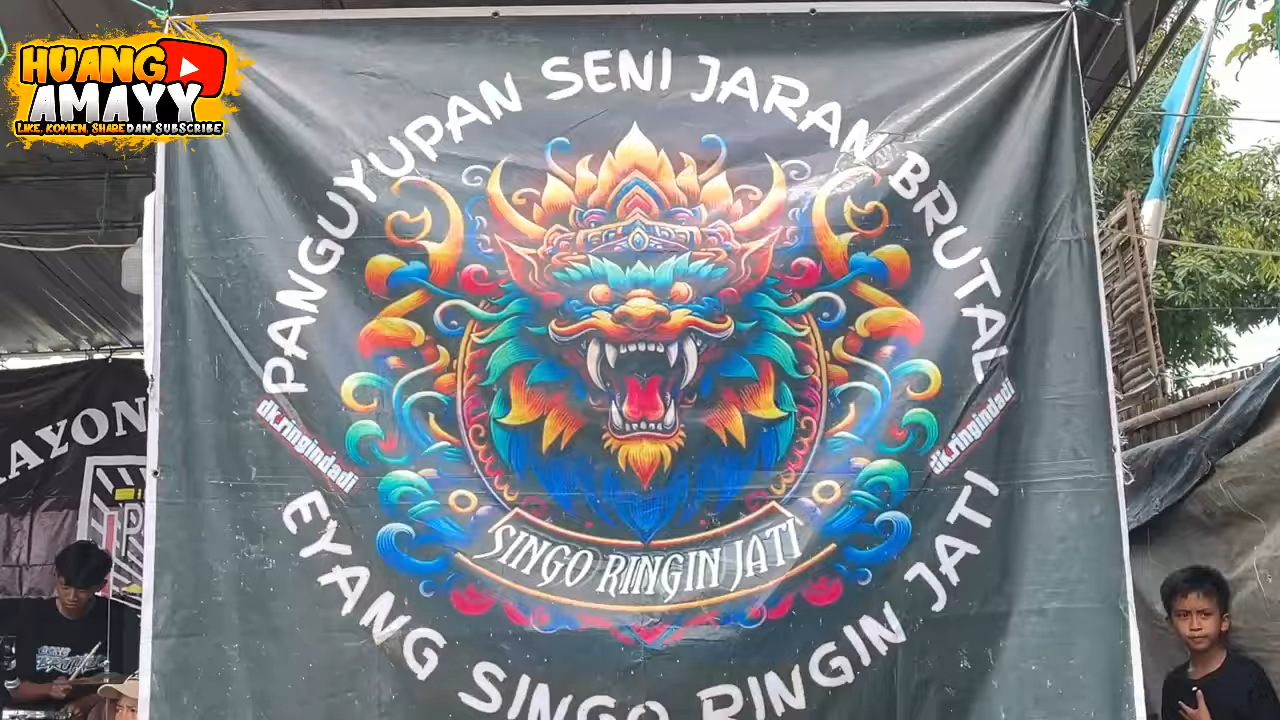 HUANG
AMAYY
LIKE, KOMEN, SHARE DAN SUBSCRIBE
PANGUYUPAN SENI JARAN BRUTAL
dk.ringindadi
dk.ringindadi
SINGO RINGIN JATI
EYANG SINGO RINGIN JATI
AYON